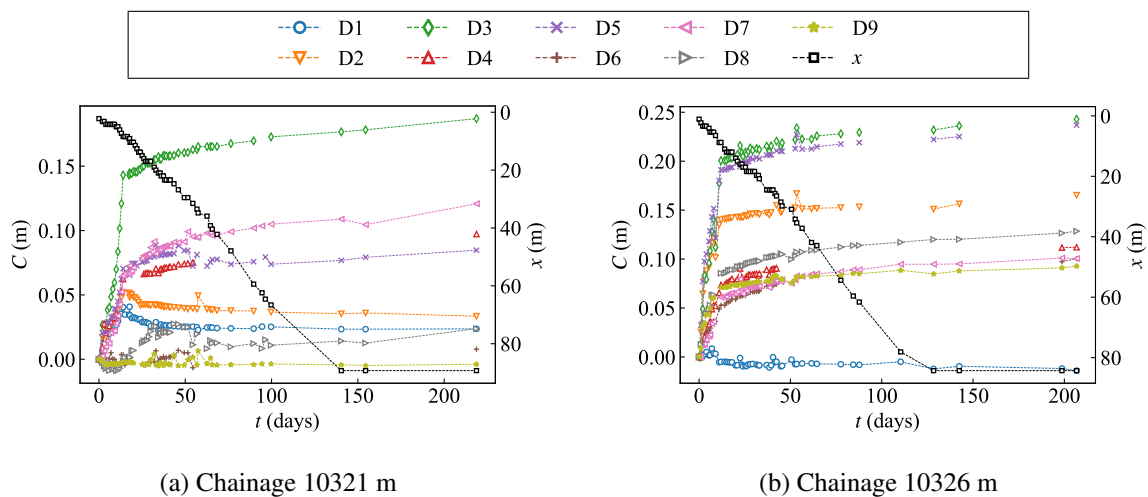 D1 D3 D5 D7 D9
D2 D4 D6 D8 x
0.15
0.10
0.05
0.00
C (m)
0
20
40
60
80
x (m)
0 50 100 150 200
t (days)
(a) Chainage 10321 m
0.25
0.20
0.15
0.10
0.05
0.00
C (m)
0
20
40
60
80
x (m)
0 50 100 150 200
t (days)
(b) Chainage 10326 m